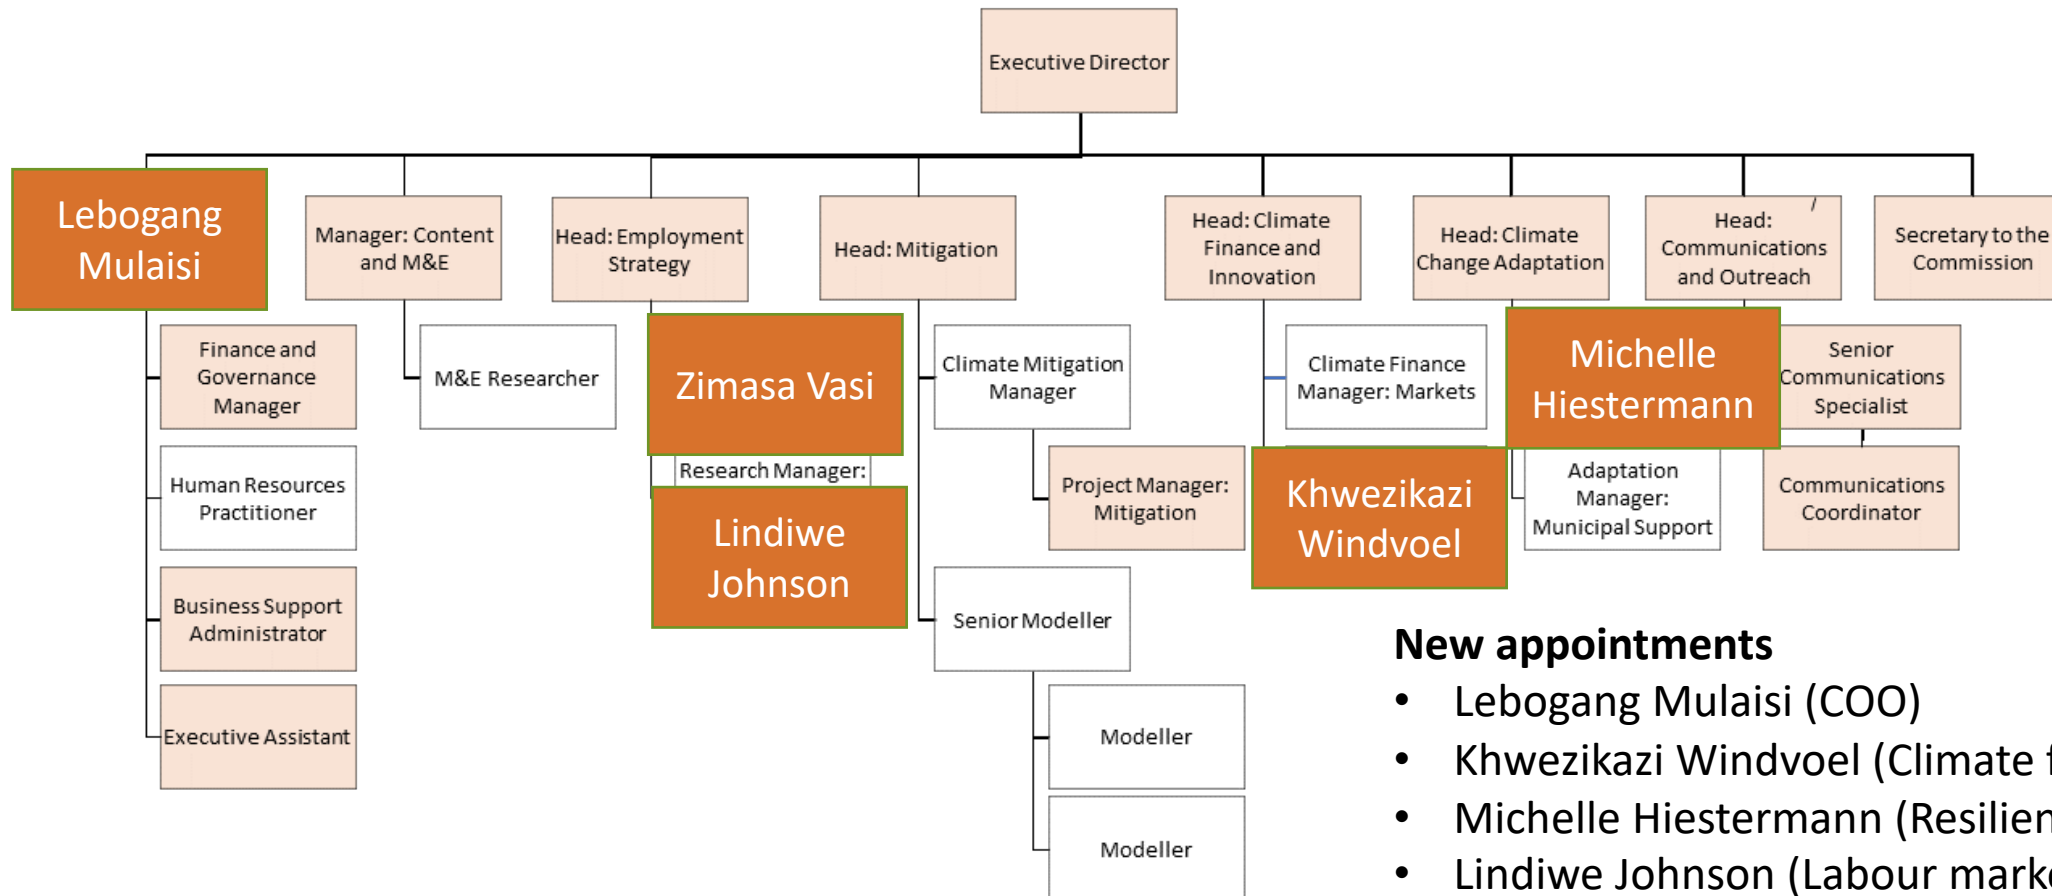 Executive Director
Lebogang
Mulaisi
Manager: Content
and M&E
Head: Employment
Strategy
Head: Mitigation
Head: Climate
Finance and
Innovation
Head: Climate
Change Adaptation
Head:
Communications
and Outreach
/
Secretary to the
Commission
Finance and
Governance
Manager
M&E Researcher
Zimasa Vasi
Climate Mitigation
Manager
Climate Finance
Manager: Markets
Michelle
Hiestermann
Senior
Communications
Specialist
Human Resources
Practitioner
Research Manager:
Lindiwe
Johnson
Project Manager:
Mitigation
Khwezikazi
Windvoel
Adaptation
Manager:
Municipal Support
Communications
Coordinator
Business Support
Administrator
Senior Modeller
Executive Assistant
Modeller
Modeller
New appointments
• Lebogang Mulaisi (COO)
• Khwezikazi Windvoel (Climate
• Michelle Hiestermann
• Lindiwe Johnson (Labour